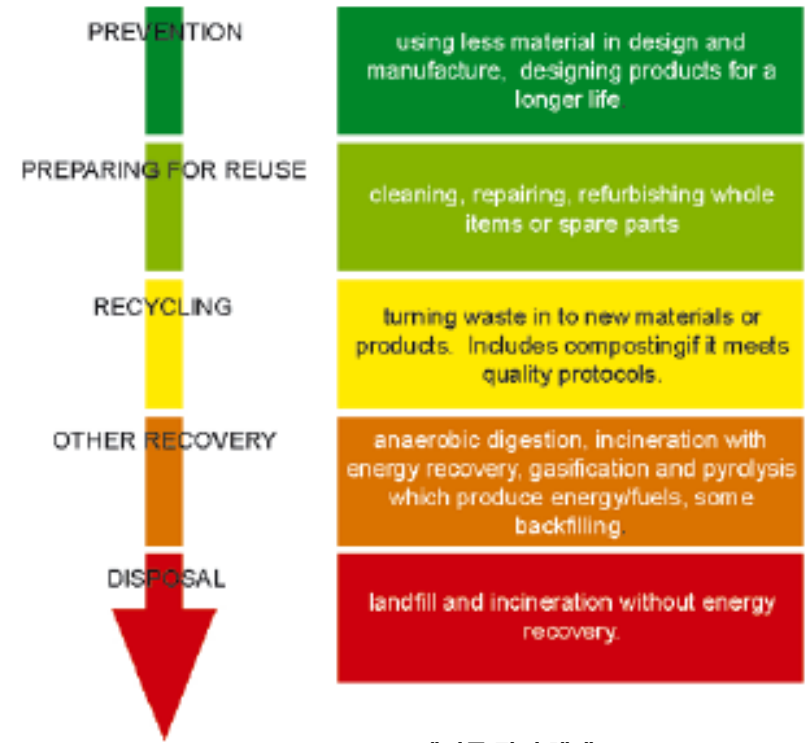 PREVENTION
using less material in design and
manufacture, designing products for a
longer life.
PREPARING FOR REUSE
cleaning, repairing, refurbishing whole
items or spare parts
RECYCLING
turning waste in to new materials or
products. Includes compostingif it meets
quality protocols.
OTHER RECOVERY
anaerobic digestion, incineration with
energy recovery, gasification and pyrolysis
which produce energy/fuels, some
backfilling.
DISPOSAL
landfill and incineration without energy
recovery.